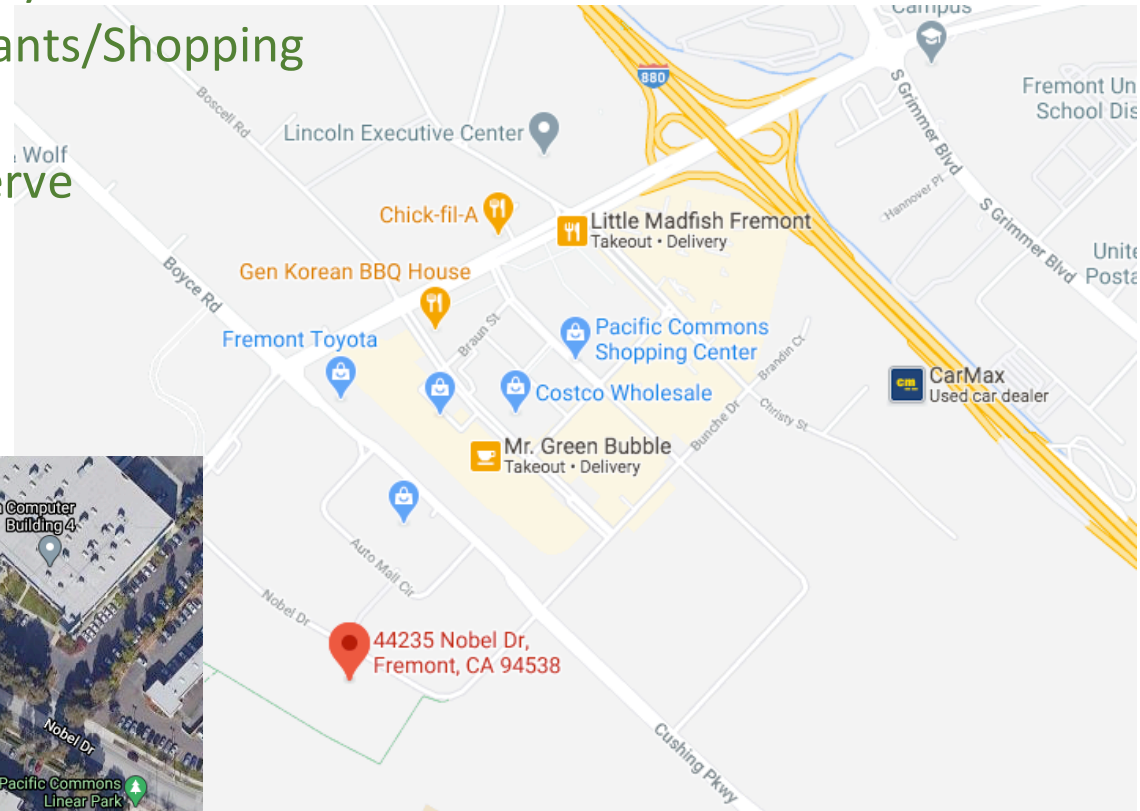 ants/Shopping
erve
Campus
880
Boscell Rd
Lincoln Executive Center
S Grimmer Blvd
Fremont Un
School Dis
Wolf
Hannover Pl
S Grimmer Blvd
Chick-fil-A
Little Madfish Fremont
Takeout • Delivery
Unite
Posta
Boyce Rd
Gen Korean BBQ House
Fremont Toyota
Braun St
Pacific Commons
Shopping Center
Brandin Ct
CarMax
Used car dealer
cm
Costco Wholesale
Christy St
Bunche Dr
Mr. Green Bubble
Takeout • Delivery
Computer
Building 4
Auto Mall Cir
Nobel Dr
44235 Nobel Dr,
Fremont, CA 94538
Nobel Dr
Cushing Pkwy
Pacific Commons
Linear Park